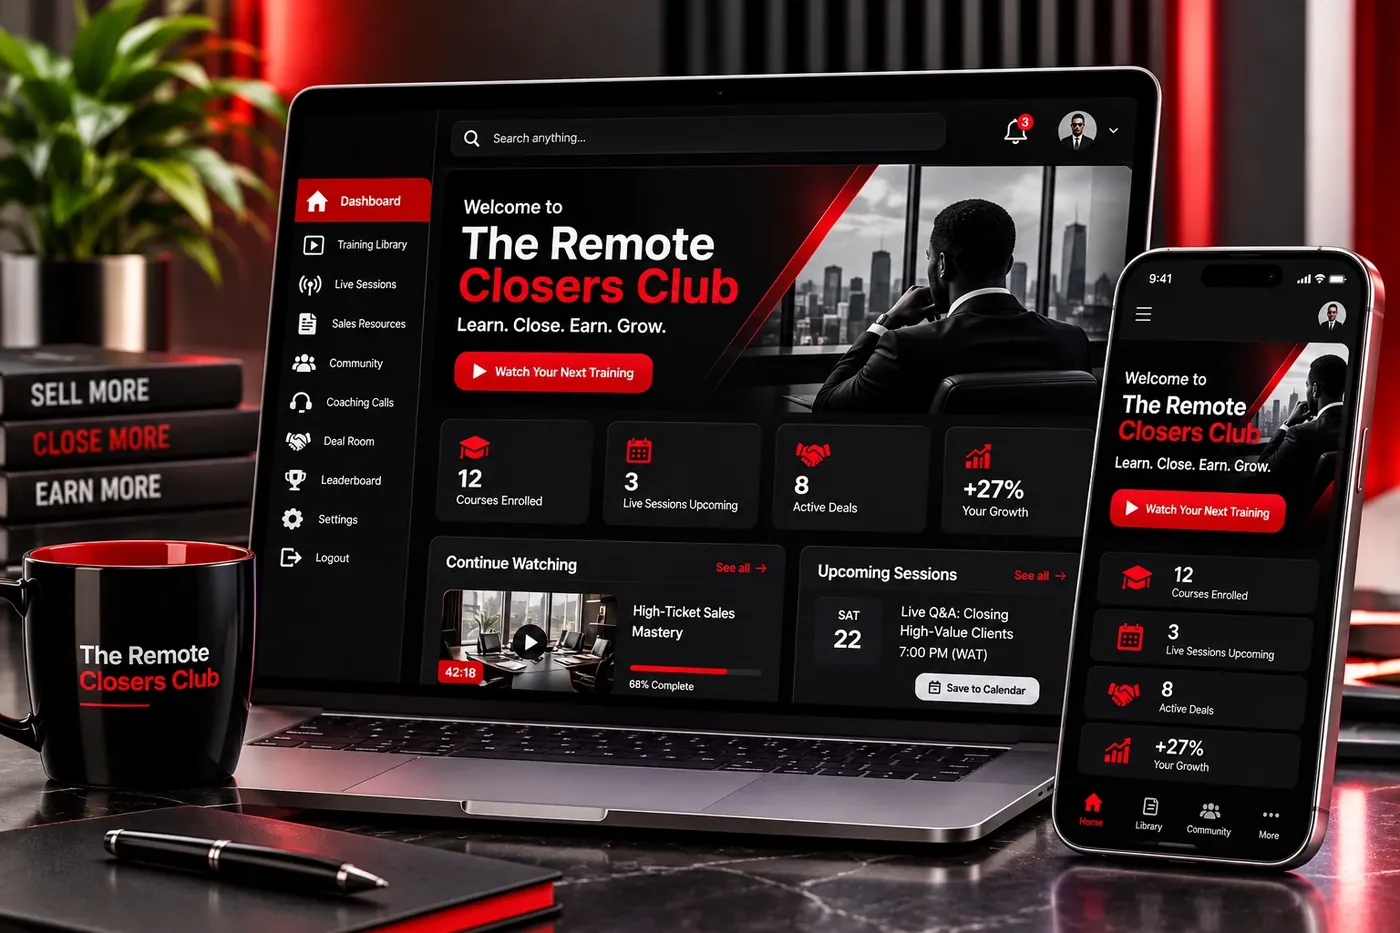 Search anything...
3
Dashboard
Training Library
Live Sessions
Sales Resources
Community
Coaching Calls
Deal Room
Leaderboard
Settings
Logout
Welcome to
The Remote
Closers Club
Learn. Close. Earn. Grow.
Watch Your Next Training
12
Courses Enrolled
3
Live Sessions Upcoming
8
Active Deals
+27%
Your Growth
Continue Watching
See all →
42:18
High-Ticket Sales
Mastery
68% Complete
Upcoming Sessions
See all →
SAT
22
Live Q&A: Closing
High-Value Clients
7:00 PM (WAT)
Save to Calendar
9:41
Welcome to
The Remote
Closers Club
Learn. Close. Earn. Grow.
Watch Your Next Training
12
Courses Enrolled
3
Live Sessions Upcoming
8
Active Deals
+27%
Your Growth
Home
Library
Community
More
SELL MORE
CLOSE MORE
EARN MORE
The Remote
Closers Club